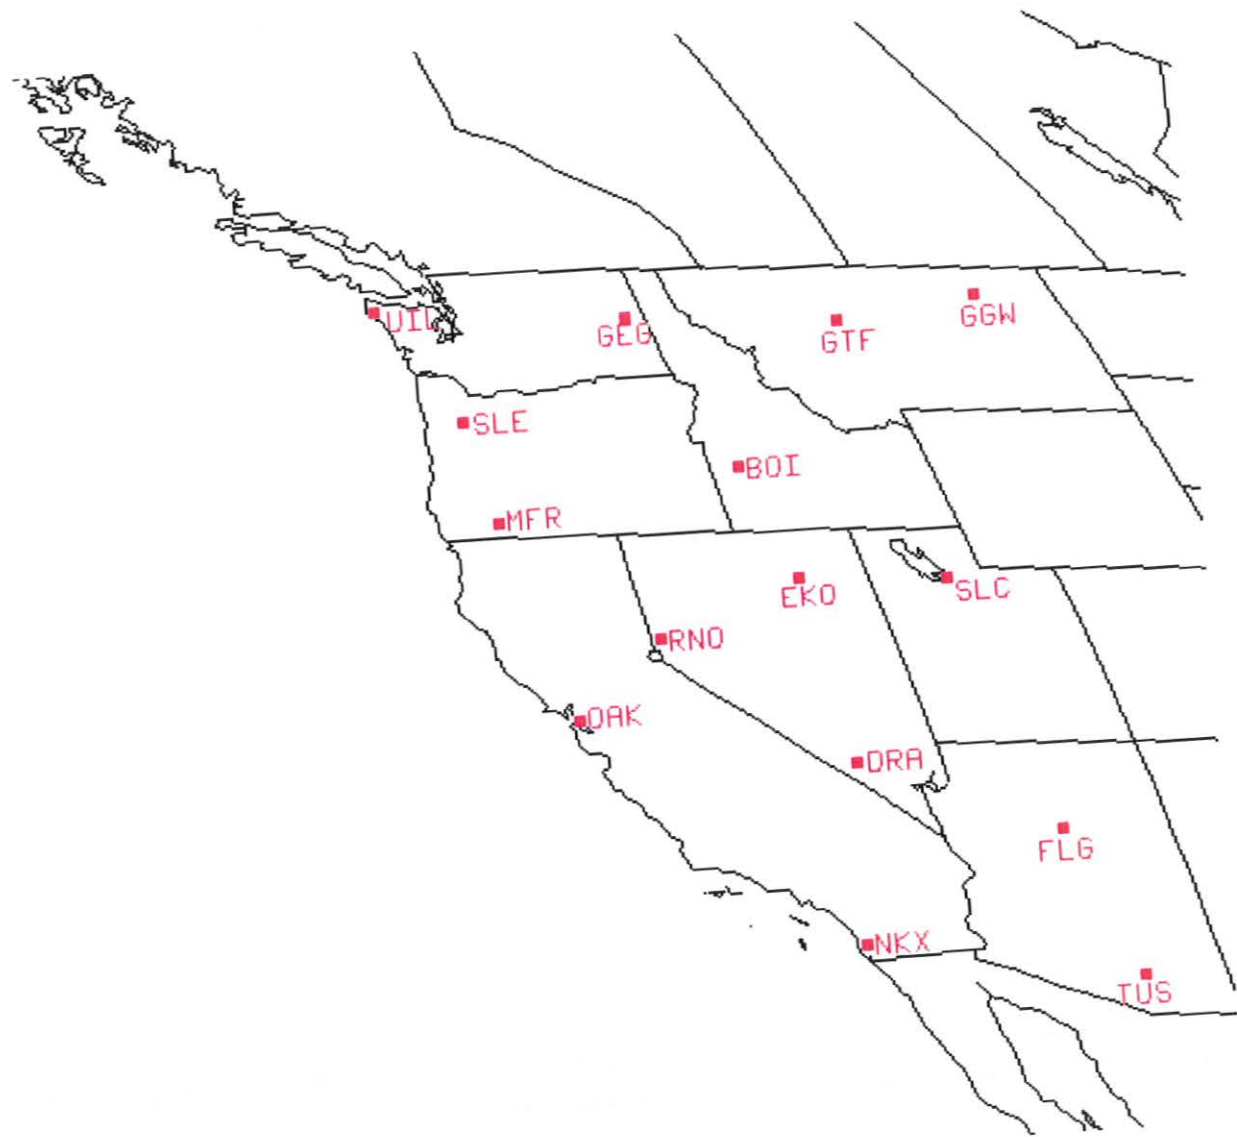 GGW
UIL
GEG
GTF
SLE
BOI
MFR
EKO
SLC
RNO
OAK
DRA
FLG
NKX
TUS